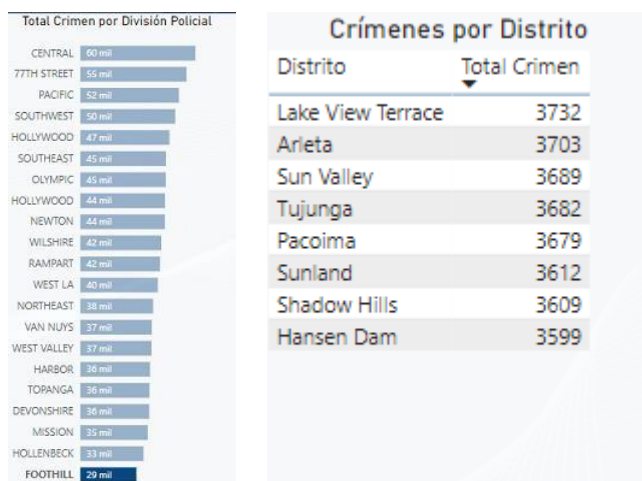 Total Crimen por División Policial
CENTRAL 60 mil
77TH STREET 55 mil
PACIFIC 52 mil
SOUTHWEST 50 mil
HOLLYWOOD 47 mil
SOUTHEAST 45 mil
OLYMPIC 45 mil
HOLLYWOOD 44 mil
NEWTON 44 mil
WILSHIRE 42 mil
RAMPART 42 mil
WEST LA 40 mil
NORTHEAST 38 mil
VAN NUYS 37 mil
WEST VALLEY 37 mil
HARBOR 36 mil
TOPANGA 36 mil
DEVONSHIRE 36 mil
MISSION 35 mil
HOLLENBECK 33 mil
FOOTHILL 29 mil
Crímenes por Distrito
Distrito Total Crimen
Lake View Terrace 3732
Arleta 3703
Sun Valley 3689
Tujunga 3682
Pacoima 3679
Sunland 3612
Shadow Hills 3609
Hansen Dam 3599